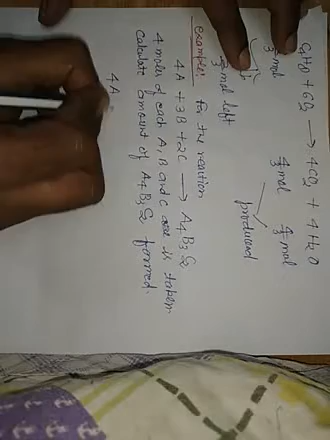 C4H8O + 6O2 → 4CO2 + 4H2O
2/3 mol 4/3 mol 4/3 mol
produced
2/3 mol left
example: for the reaction
4A + 3B + 2C → A4B3C2
4 moles of each A, B and C are is taken.
Calculate amount of A4B3C2 formed.
4A